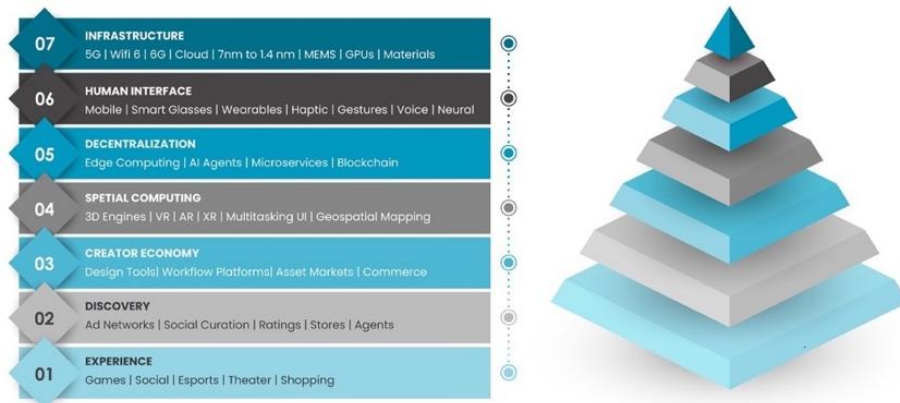 07
INFRASTRUCTURE
5G | Wifi 6 | 6G | Cloud | 7nm to 1.4 nm | MEMS | GPUs | Materials
06
HUMAN INTERFACE
Mobile | Smart Glasses | Wearables | Haptic | Gestures | Voice | Neural
05
DECENTRALIZATION
Edge Computing | AI Agents | Microservices | Blockchain
04
SPETIAL COMPUTING
3D Engines | VR | AR | XR | Multitasking UI | Geospatial Mapping
03
CREATOR ECONOMY
Design Tools| Workflow Platforms| Asset Markets | Commerce
02
DISCOVERY
Ad Networks | Social Curation | Ratings | Stores | Agents
01
EXPERIENCE
Games | Social | Esports | Theater | Shopping